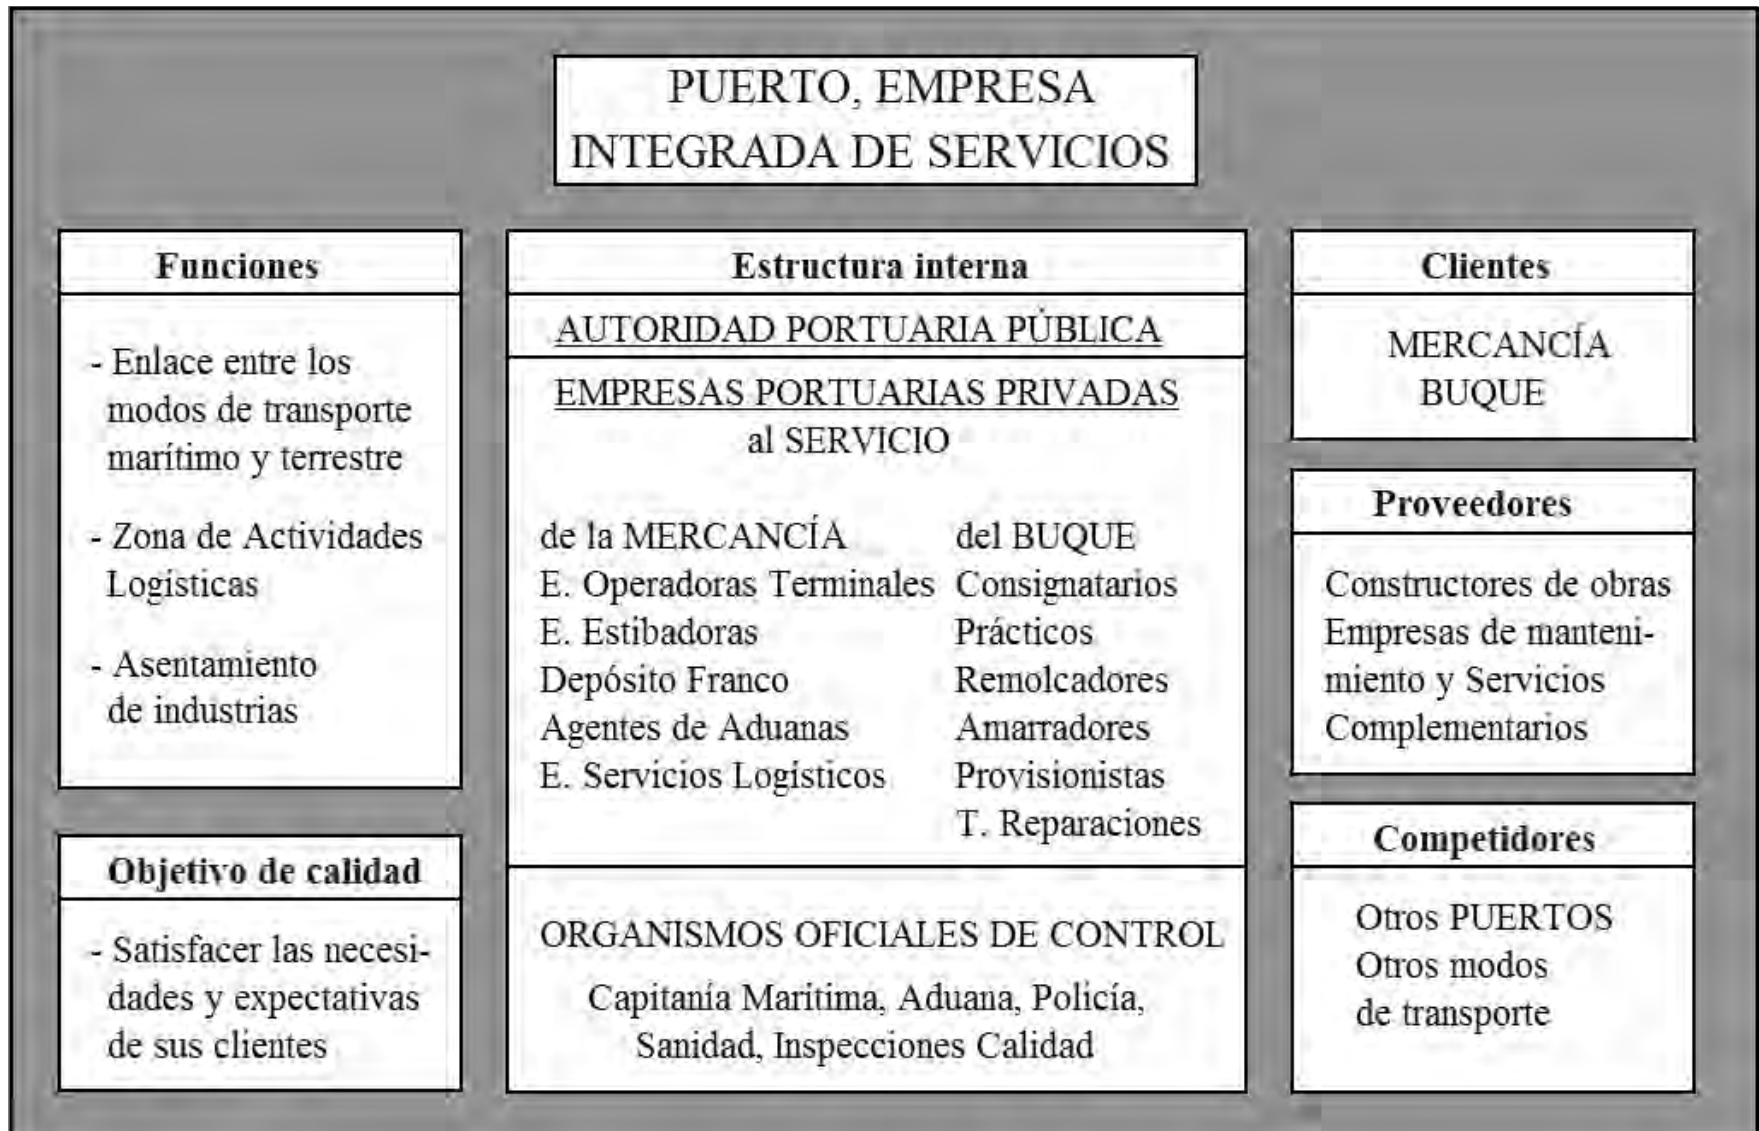 PUERTO, EMPRESA
INTEGRADA DE SERVICIOS
Funciones
- Enlace entre los
modos de transporte
marítimo y terrestre
- Zona de Actividades
Logísticas
- Asentamiento
de industrias
Objetivo de calidad
- Satisfacer las necesi-
dades y expectativas
de sus clientes
Estructura interna
AUTORIDAD PORTUARIA PÚBLICA
EMPRESAS PORTUARIAS PRIVADAS
al SERVICIO
de la MERCANCÍA
E. Operadoras Terminales
E. Estibadoras
Depósito Franco
Agentes de Aduanas
E. Servicios Logísticos
del BUQUE
Consignatarios
Prácticos
Remolcadores
Amarradores
Provisionistas
T. Reparaciones
ORGANISMOS OFICIALES DE CONTROL
Capitanía Marítima, Aduana, Policía,
Sanidad, Inspecciones Calidad
Clientes
MERCANCÍA
BUQUE
Proveedores
Constructores de obras
Empresas de manteni-
miento y Servicios
Complementarios
Competidores
Otros PUERTOS
Otros modos
de transporte